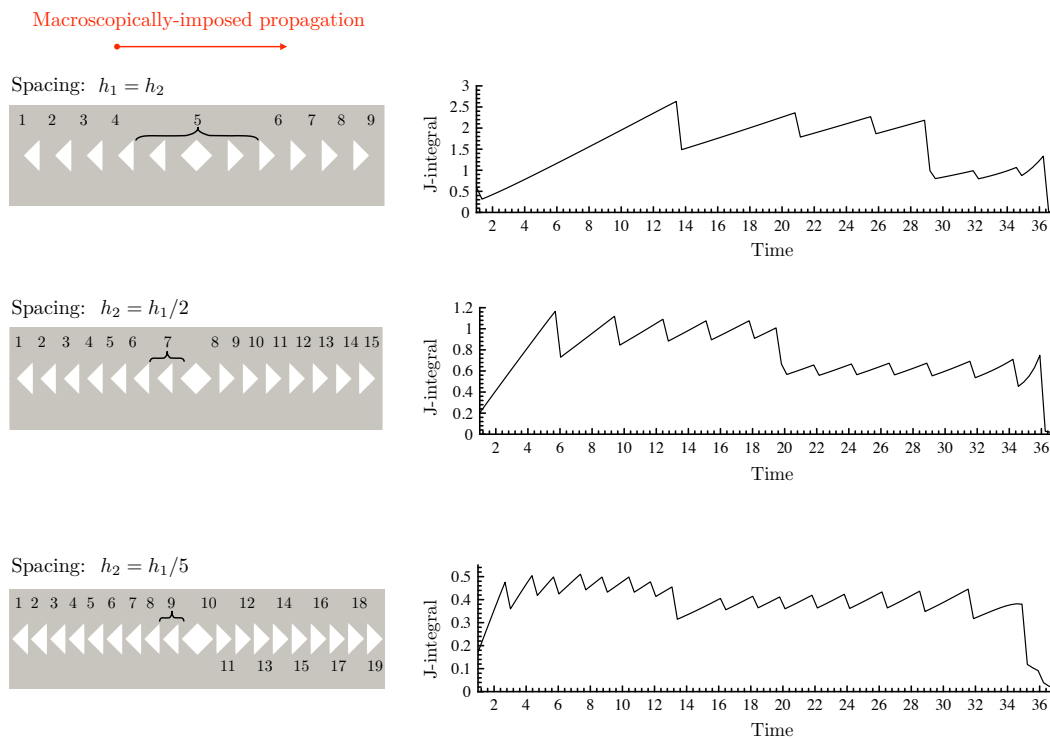 Macroscopically-imposed propagation
Spacing: h₁ = h₂
1 2 3 4 5 6 7 8 9
J-integral
3
2.5
2
1.5
1
0.5
0
2 4 6 8 10 12 14 16 18 20 22 24 26 28 30 32 34 36
Time
Spacing: h₂ = h₁/2
1 2 3 4 5 6 7 8 9 10 11 12 13 14 15
J-integral
1.2
1
0.8
0.6
0.4
0.2
0
2 4 6 8 10 12 14 16 18 20 22 24 26 28 30 32 34 36
Time
Spacing: h₂ = h₁/5
1 2 3 4 5 6 7 8 9 10 12 14 16 18
11 13 15 17 19
J-integral
0.5
0.4
0.3
0.2
0.1
0
2 4 6 8 10 12 14 16 18 20 22 24 26 28 30 32 34 36
Time